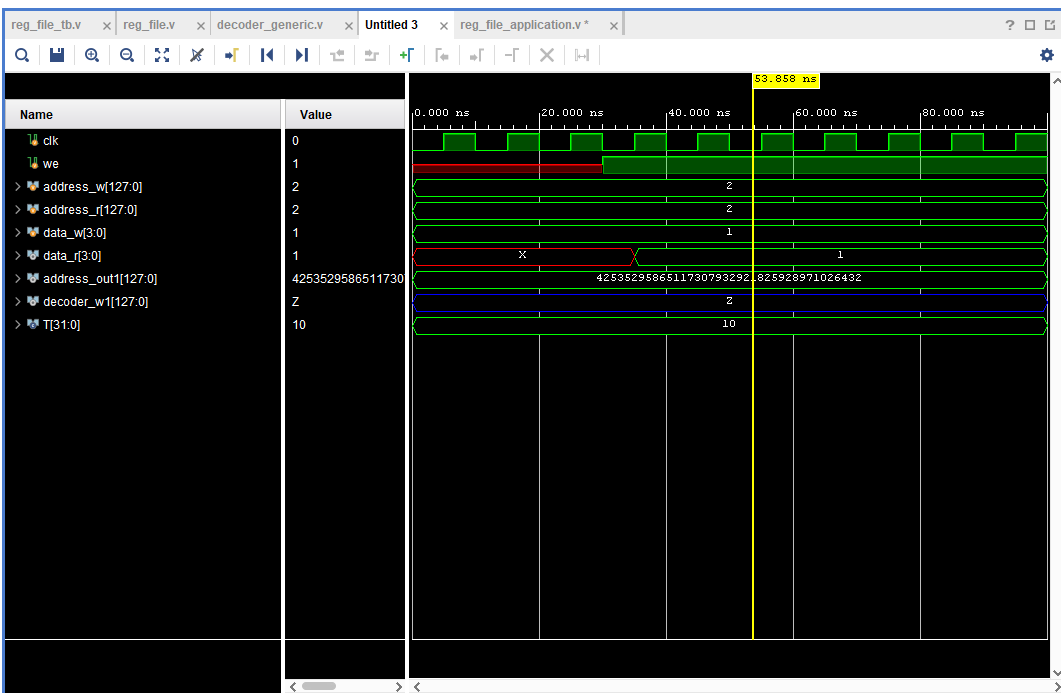 reg_file_tb.v × reg_file.v × decoder_generic.v × Untitled 3 × reg_file_application.v * × ?
53.858 ns
Name Value 0.000 ns 20.000 ns 40.000 ns 60.000 ns 80.000 ns
clk 0
we 1
address_w[127:0] 2 2
address_r[127:0] 2 2
data_w[3:0] 1 1
data_r[3:0] 1 X 1
address_out1[127:0]
decoder_w1[127:0] Z Z
T[31:0] 10 10